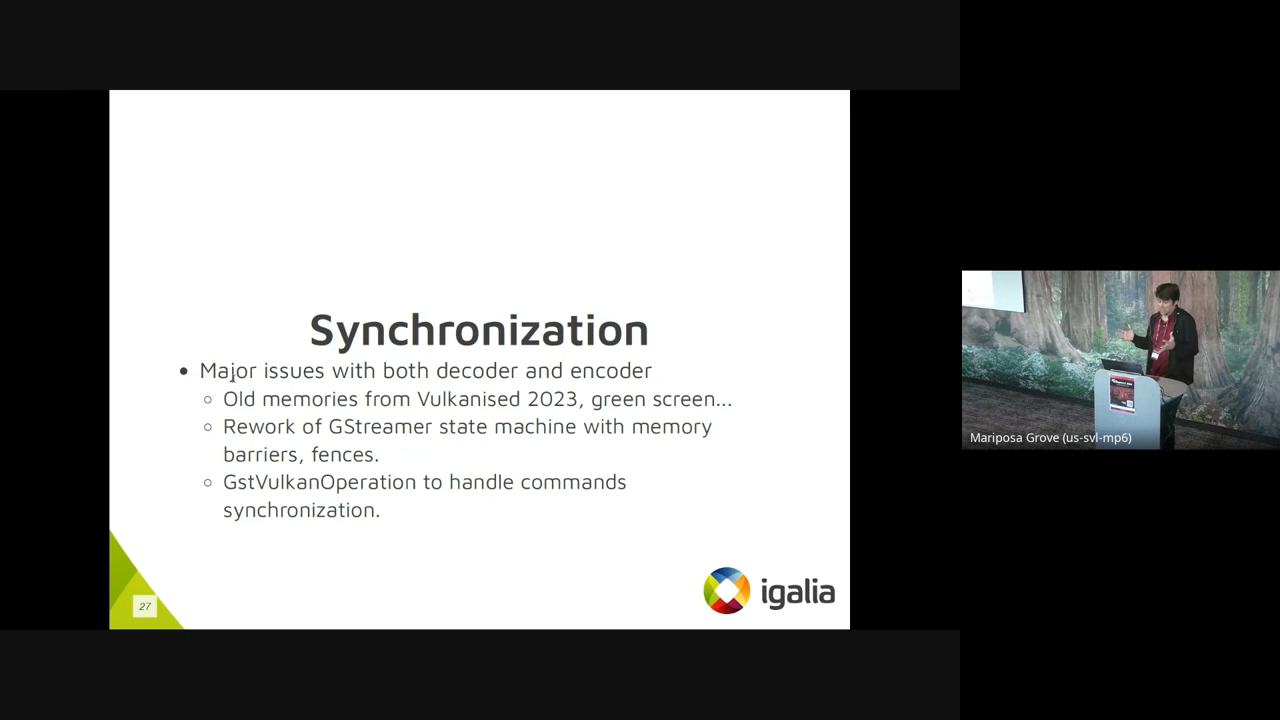 Synchronization
Major issues with both decoder and encoder
Old memories from Vulkanised 2023, green screen...
Rework of GStreamer state machine with memory
barriers, fences.
GstVulkanOperation to handle commands
synchronization.
27
igalia
Mariposa Grove (us-svl-mp6)